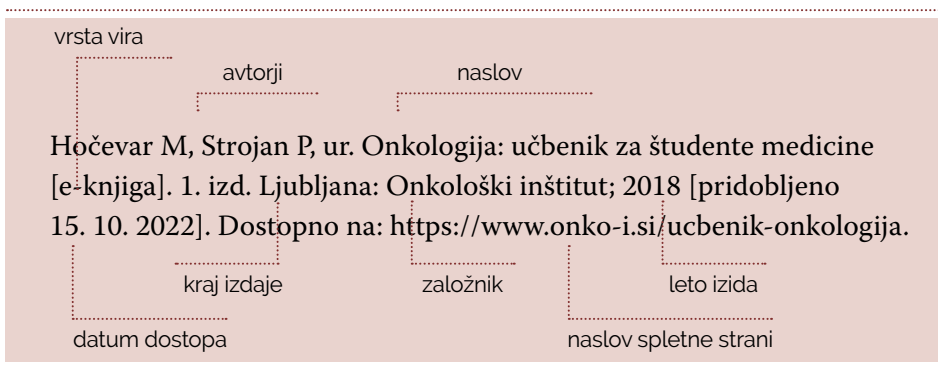 vrsta vira
avtorji
naslov
Hočevar M, Strojan P, ur. Onkologija: učbenik za študente medicine
[e-knjiga]. 1. izd. Ljubljana: Onkološki inštitut; 2018 [pridobljeno
15. 10. 2022]. Dostopno na: https://www.onko-i.si/ucbenik-onkologija.
kraj izdaje
založnik
leto izida
datum dostopa
naslov spletne strani